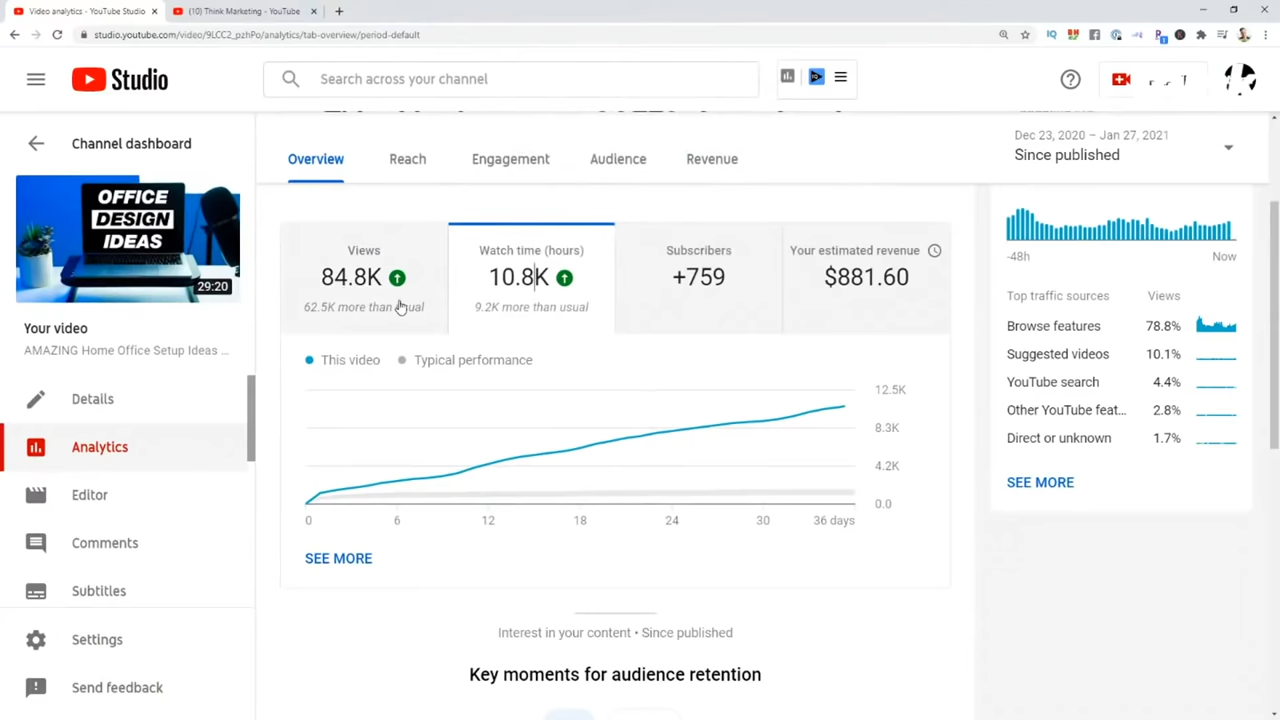 Video analytics - YouTube Studio
(10) Think Marketing - YouTube
studio.youtube.com/video/9LCC2_pzhPo/analytics/tab-overview/period-default
Studio
Search across your channel
Channel dashboard
OFFICE
DESIGN
IDEAS
29:20
Your video
AMAZING Home Office Setup Ideas ...
Details
Analytics
Editor
Comments
Subtitles
Settings
Send feedback
Overview
Reach
Engagement
Audience
Revenue
Dec 23, 2020 – Jan 27, 2021
Since published
Views
84.8K
62.5K more than usual
Watch time (hours)
10.8K
9.2K more than usual
Subscribers
+759
Your estimated revenue
$881.60
This video
Typical performance
12.5K
8.3K
4.2K
0.0
0 6 12 18 24 30 36 days
SEE MORE
Interest in your content • Since published
Key moments for audience retention
-48h Now
Top traffic sources Views
Browse features 78.8%
Suggested videos 10.1%
YouTube search 4.4%
Other YouTube feat... 2.8%
Direct or unknown 1.7%
SEE MORE